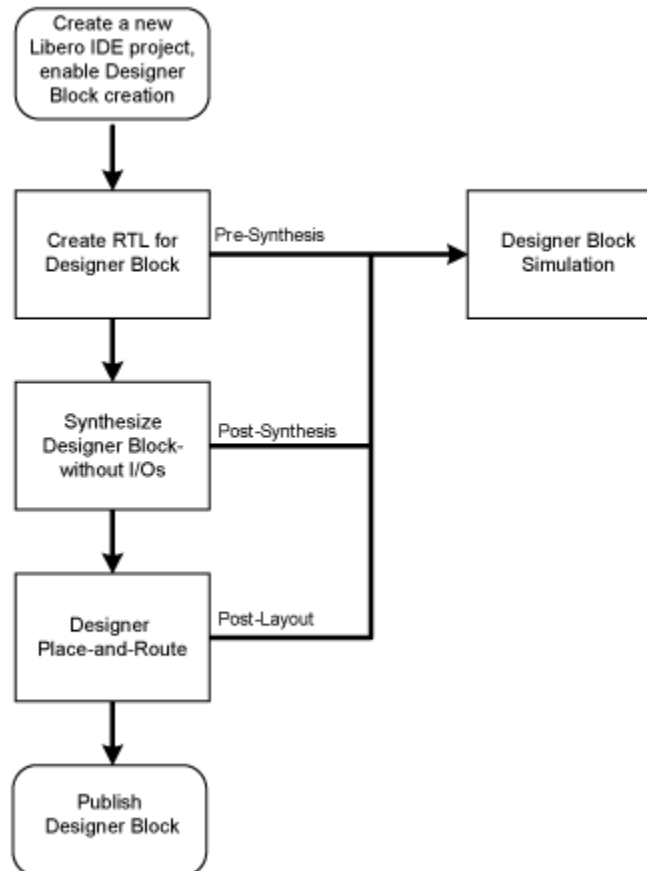 Create a new
Libero IDE project,
enable Designer
Block creation
Create RTL for
Designer Block
Pre-Synthesis
Designer Block
Simulation
Synthesize
Designer Block-
without I/Os
Post-Synthesis
Designer
Place-and-Route
Post-Layout
Publish
Designer Block